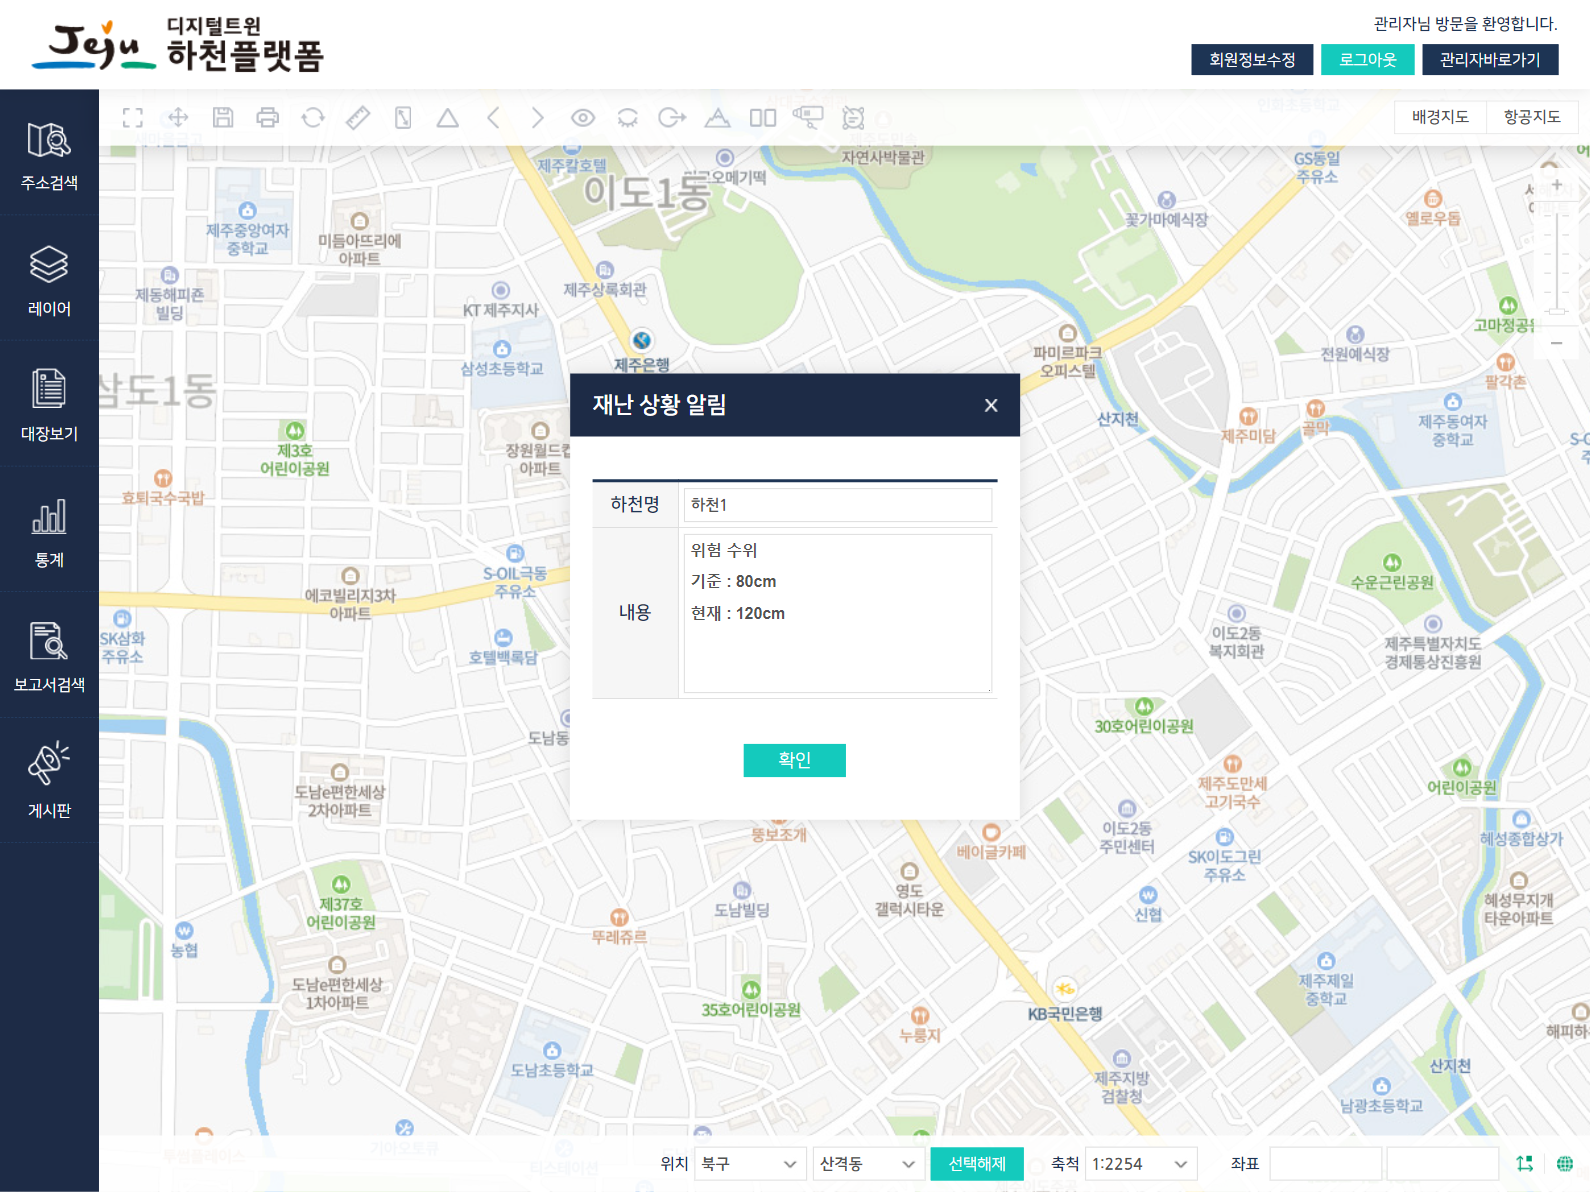 Jeju
디지털트윈
하천플랫폼
관리자님 방문을 환영합니다.
회원정보수정
로그아웃
관리자바로가기
배경지도
항공지도
주소검색
레이어
대장보기
통계
보고서검색
게시판
제주칼호텔
자연사박물관
이도1동
GS동일
주유소
꽃가마예식장
옐로우돕
제주중앙여자
중학교
미듬아뜨리에
아파트
제동해피죤
빌딩
KT 제주지사
제주상록회관
제주은행
삼성초등학교
파미르파크
오피스텔
전원예식장
고마정공원
팔각촌
삼도1동
산지천
제주미담
골막
제주동여자
중학교
제3호
어린이공원
장원월드컵
아파트
효퇴국수국밥
재난 상황 알림
X
하천명
하천1
내용
위험 수위
기준 : 80cm
현재 : 120cm
확인
S-OIL극동
주유소
에코빌리지3차
아파트
SK삼화
주유소
호텔백록담
수운근린공원
이도2동
복지회관
제주특별자치도
경제통상진흥원
30호어린이공원
도남동
도남e편한세상
2차아파트
제주도만세
고기국수
어린이공원
뚱보조개
베이글카페
이도2동
주민센터
SK이도그린
주유소
혜성종합상가
제37호
어린이공원
도남빌딩
영도
갤럭시타운
신협
혜성무지개
타운아파트
농협
뚜레쥬르
도남e편한세상
1차아파트
35호어린이공원
누룽지
KB국민은행
제주제일
중학교
해피하
도남초등학교
제주지방
검찰청
산지천
남광초등학교
위치
북구
산격동
선택해제
축척
1:2254
좌표